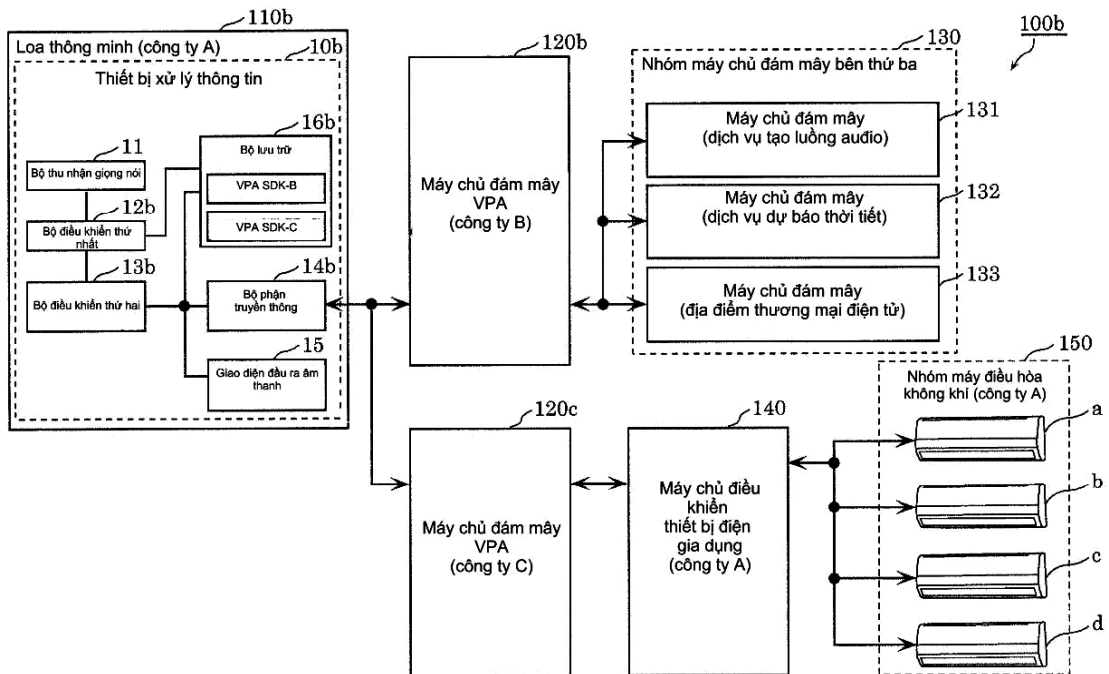 110b
Loa thông minh (công ty A)
10b
Thiết bị xử lý thông tin
11
Bộ thu nhận giọng nói
12b
Bộ điều khiển thứ
nhất
13b
Bộ điều khiển thứ hai
16b
Bộ lưu trữ
VPA SDK-B
VPA SDK-C
14b
Bộ phận
truyền thông
15
Giao diện đầu ra âm
thanh
120b
Máy chủ đám mây
VPA
(công ty B)
130
100b
Nhóm máy chủ đám mây bên thứ ba
131
Máy chủ đám mây
(dịch vụ tạo luồng audio)
132
Máy chủ đám mây
(dịch vụ dự báo thời tiết)
133
Máy chủ đám mây
(địa điểm thương mại điện tử)
120c
Máy chủ đám mây
VPA
(công ty C)
140
Máy chủ điều
khiển
thiết bị điện
gia dụng
(công ty A)
150
Nhóm máy điều hòa
không khí (công ty A)
a
b
c
d